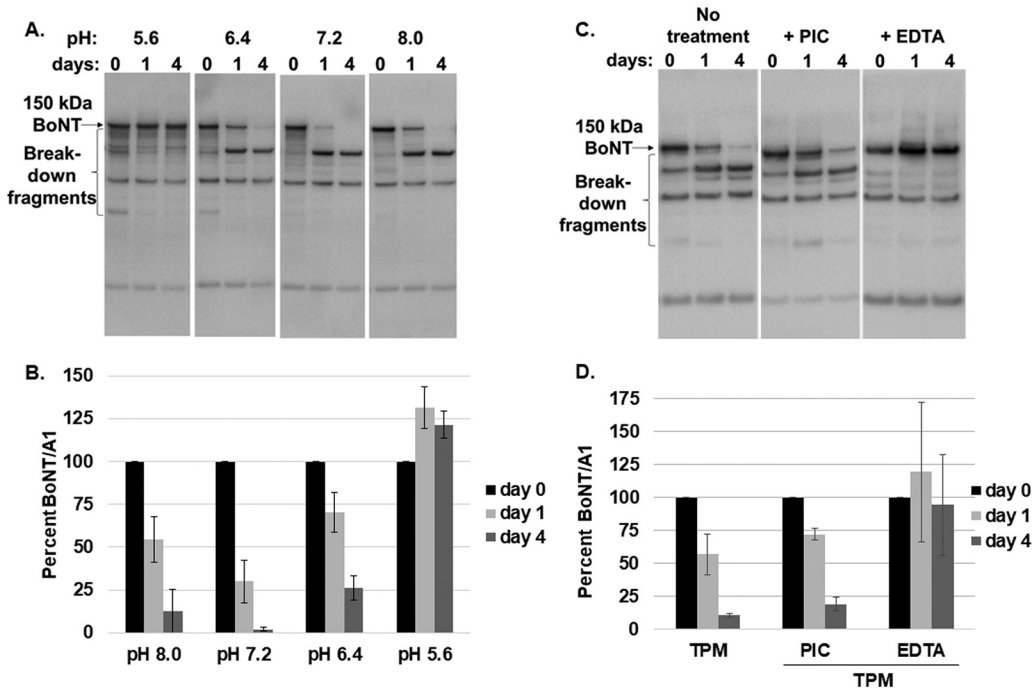 A.
pH: 5.6 6.4 7.2 8.0
days: 0 1 4 0 1 4 0 1 4 0 1 4
150 kDa
BoNT
Break-
down
fragments
B.
150
125
100
75
50
25
0
Percent BoNT/A1
pH 8.0 pH 7.2 pH 6.4 pH 5.6
day 0
day 1
day 4
C.
No
treatment + PIC + EDTA
days: 0 1 4 0 1 4 0 1 4
150 kDa
BoNT
Break-
down
fragments
D.
175
150
125
100
75
50
25
0
Percent BoNT/A1
TPM PIC EDTA
TPM
day 0
day 1
day 4